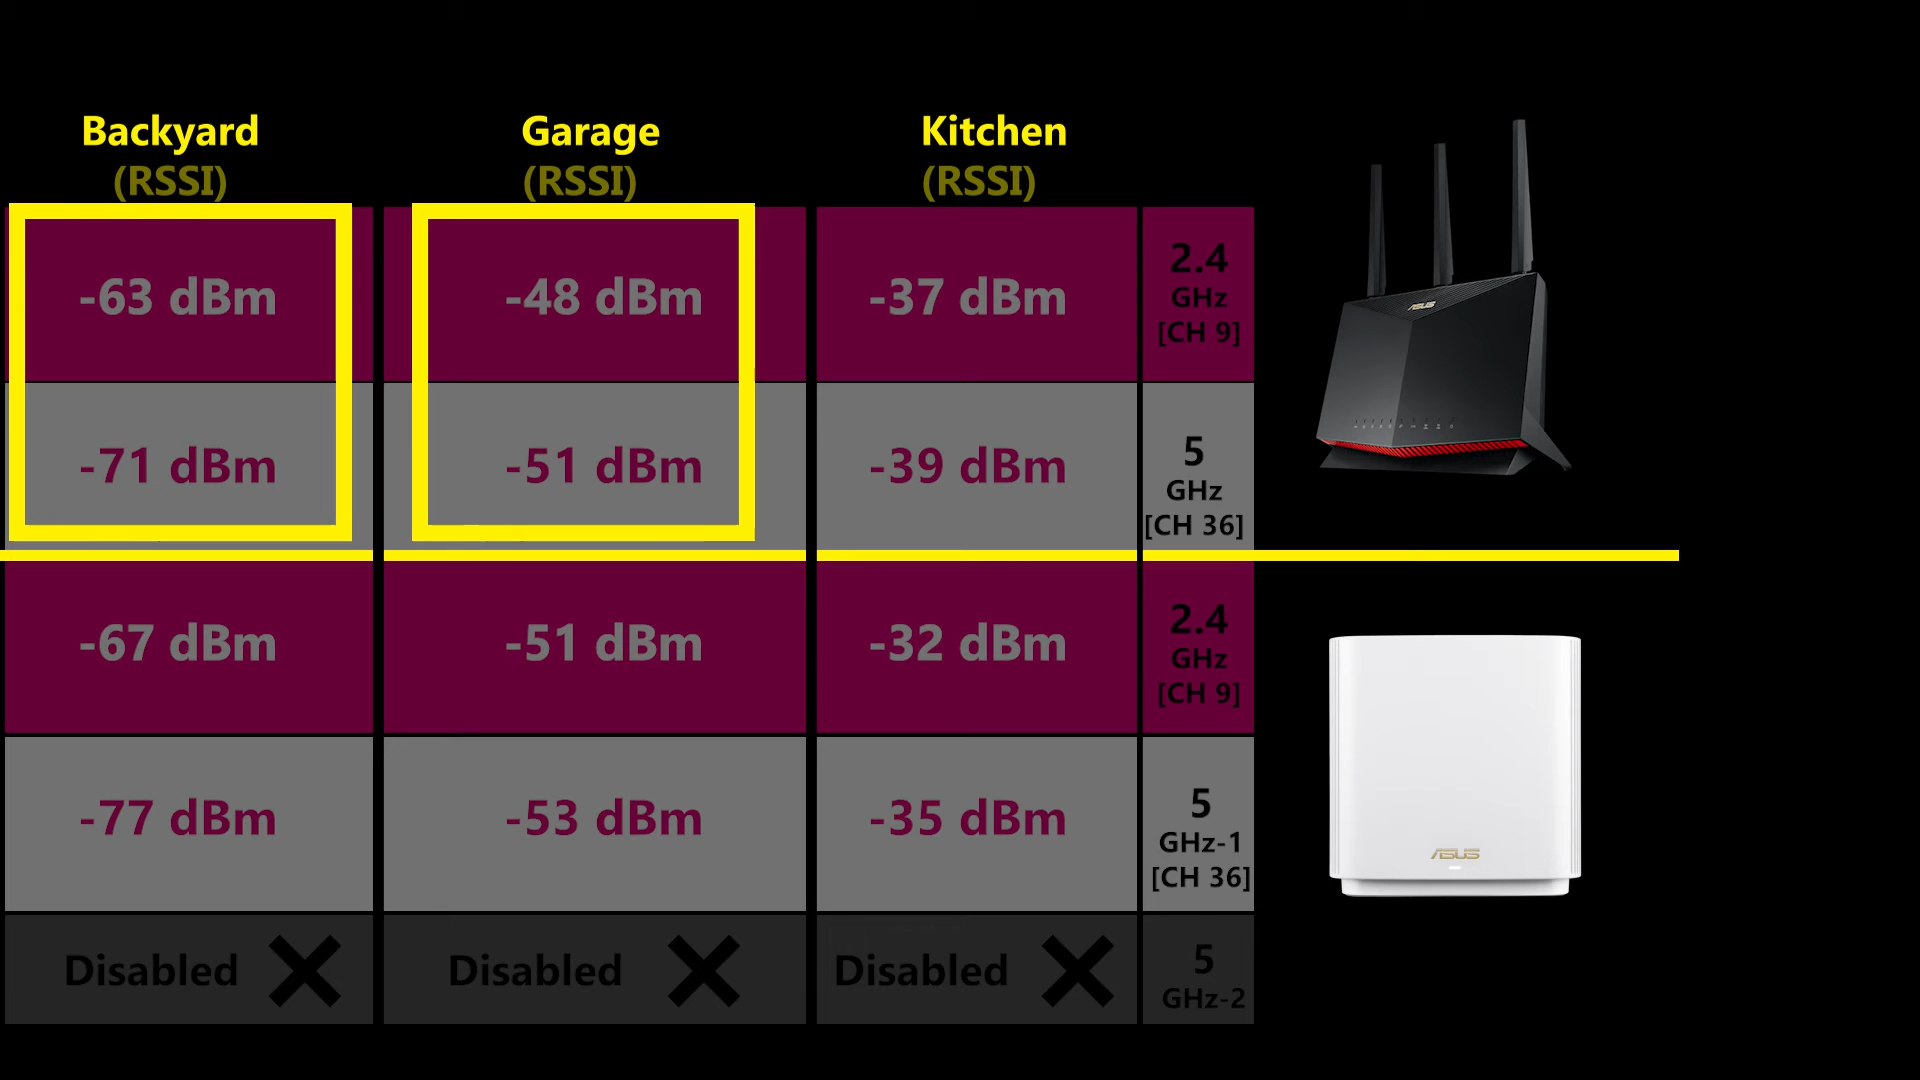 Backyard Garage Kitchen
(RSSI) (RSSI) (RSSI)
-63 dBm -48 dBm -37 dBm 2.4
GHz
[CH 9]
ASUS
-71 dBm -51 dBm -39 dBm 5
GHz
[CH 36]
-67 dBm -51 dBm -32 dBm 2.4
GHz
[CH 9]
-77 dBm -53 dBm -35 dBm 5
GHz-1
[CH 36]
ASUS
Disabled Disabled Disabled 5
GHz-2